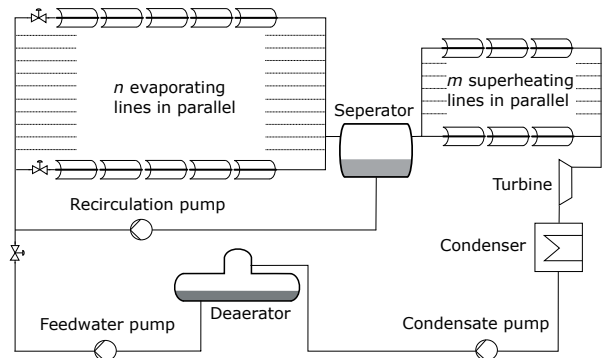 n evaporating
lines in parallel
m superheating
lines in parallel
Seperator
Turbine
Recirculation pump
Condenser
Deaerator
Feedwater pump
Condensate pump